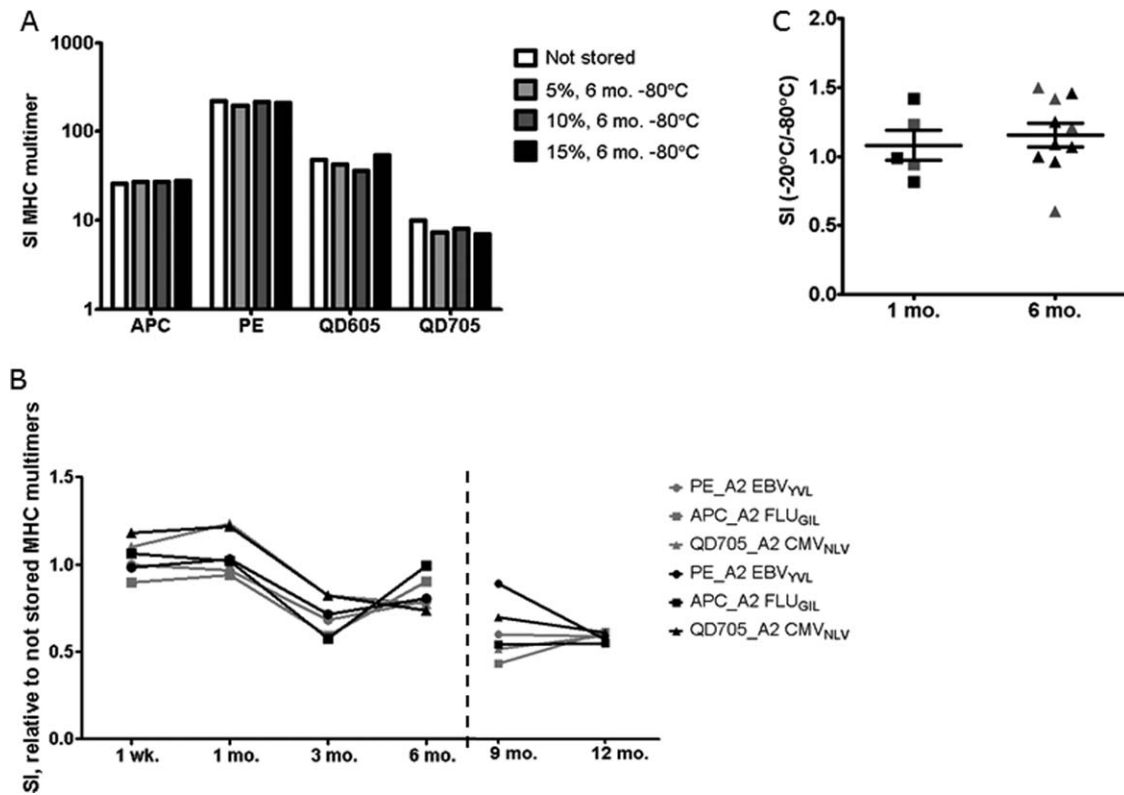 A
SI MHC multimer
1000
100
10
1
APC PE QD605 QD705
Not stored
5%, 6 mo. -80°C
10%, 6 mo. -80°C
15%, 6 mo. -80°C
C
SI (-20°C/-80°C)
2.0
1.5
1.0
0.5
0.0
1 mo. 6 mo.
B
SI, relative to not stored MHC multimers
1.5
1.0
0.5
0.0
1 wk. 1 mo. 3 mo. 6 mo. 9 mo. 12 mo.
PE_A2 EBVYVL
APC_A2 FLUGIL
QD705_A2 CMVNLV
PE_A2 EBVYVL
APC_A2 FLUGIL
QD705_A2 CMVNLV